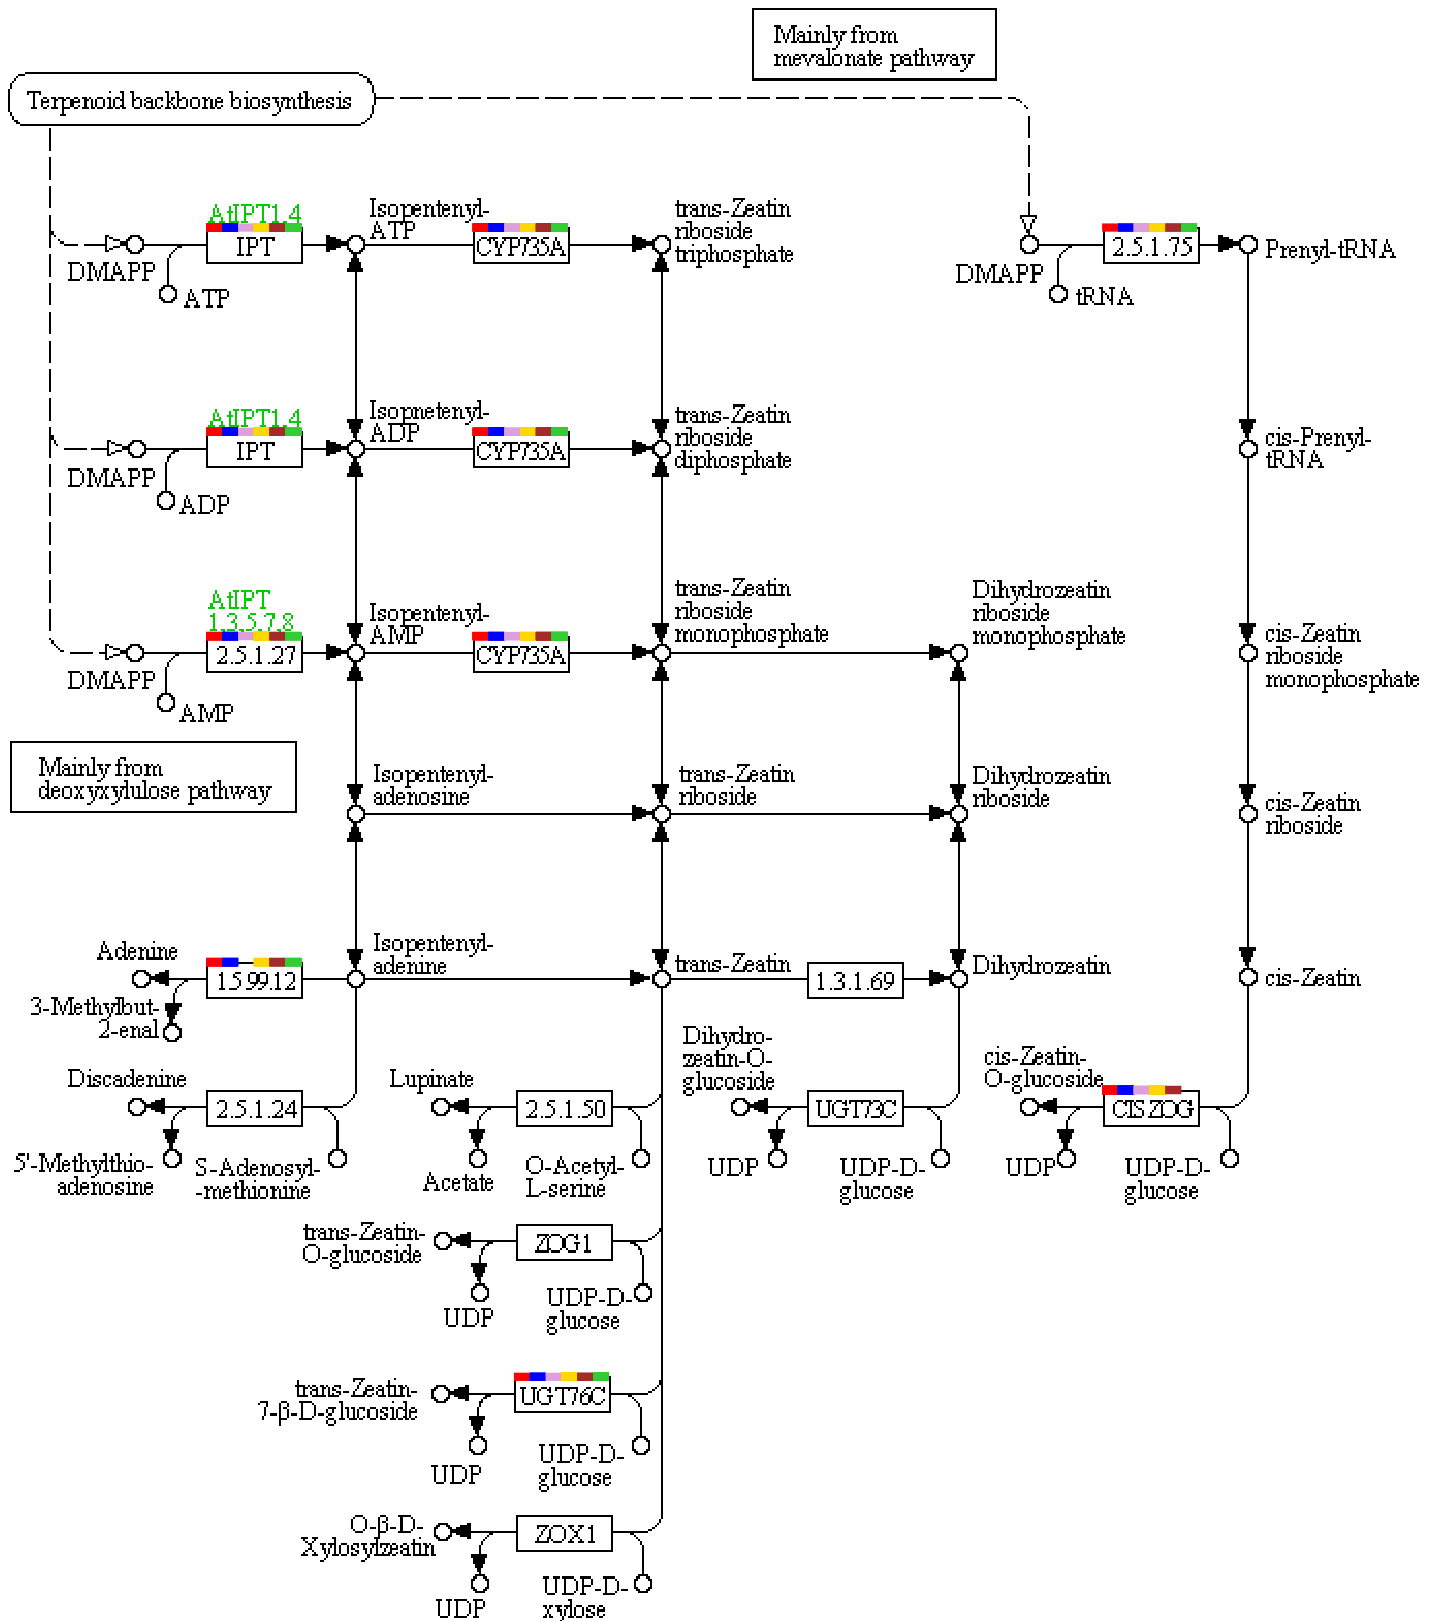 Mainly from
mevalonate pathway
Terpenoid backbone biosynthesis
AtIPT1,4
IPT
DMAPP
ATP
Isopentenyl-
ATP
CYP735A
trans-Zeatin
riboside
triphosphate
DMAPP
tRNA
2.5.1.75
Prenyl-tRNA
AtIPT1,4
IPT
DMAPP
ADP
Isopnetenyl-
ADP
CYP735A
trans-Zeatin
riboside
diphosphate
cis-Prenyl-
tRNA
AtIPT
1,3,5,7,8
2.5.1.27
DMAPP
AMP
Isopentenyl-
AMP
CYP735A
trans-Zeatin
riboside
monophosphate
Dihydrozeatin
riboside
monophosphate
cis-Zeatin
riboside
monophosphate
Mainly from
deoxyxylulose pathway
Isopentenyl-
adenosine
trans-Zeatin
riboside
Dihydrozeatin
riboside
cis-Zeatin
riboside
Adenine
1.5.99.12
3-Methylbut-
2-enal
Isopentenyl-
adenine
trans-Zeatin
1.3.1.69
Dihydrozeatin
cis-Zeatin
Discadenine
2.5.1.24
5'-Methylthio-
adenosine
S-Adenosyl-
-methionine
Lupinate
2.5.1.50
Acetate
O-Acetyl-
L-serine
Dihydro-
zeatin-O-
glucoside
UGT73C
UDP
UDP-D-
glucose
cis-Zeatin-
O-glucoside
CISZOG
UDP
UDP-D-
glucose
trans-Zeatin-
O-glucoside
ZOG1
UDP
UDP-D-
glucose
trans-Zeatin-
7-β-D-glucoside
UGT76C
UDP
UDP-D-
glucose
O-β-D-
Xylosylzeatin
ZOX1
UDP
UDP-D-
xylose